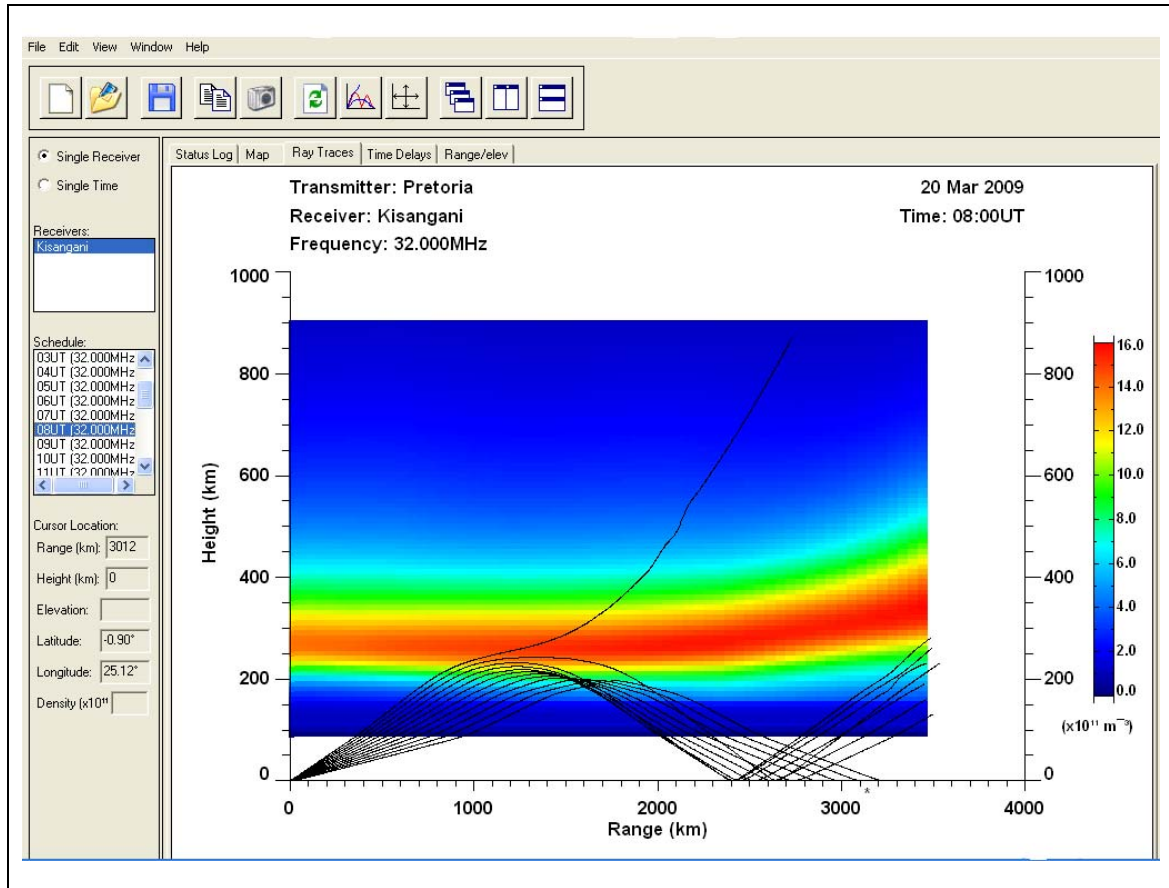 File Edit View Window Help
Single Receiver
Single Time
Receivers:
Kisangani
Schedule:
03UT (32.000MHz
04UT (32.000MHz
05UT (32.000MHz
06UT (32.000MHz
07UT (32.000MHz
08UT (32.000MHz
09UT (32.000MHz
10UT (32.000MHz
11UT (32.000MHz
Cursor Location:
Range (km): 3012
Height (km): 0
Elevation:
Latitude: -0.90°
Longitude: 25.12°
Density (x10¹¹
Status Log Map Ray Traces Time Delays Range/elev
Transmitter: Pretoria 20 Mar 2009
Receiver: Kisangani Time: 08:00UT
Frequency: 32.000MHz
1000
800
600
400
200
0
Height (km)
0 1000 2000 3000 4000
*
Range (km)
1000
800
600
400
200
0
16.0
14.0
12.0
10.0
8.0
6.0
4.0
2.0
0.0
(x10¹¹ m⁻³)